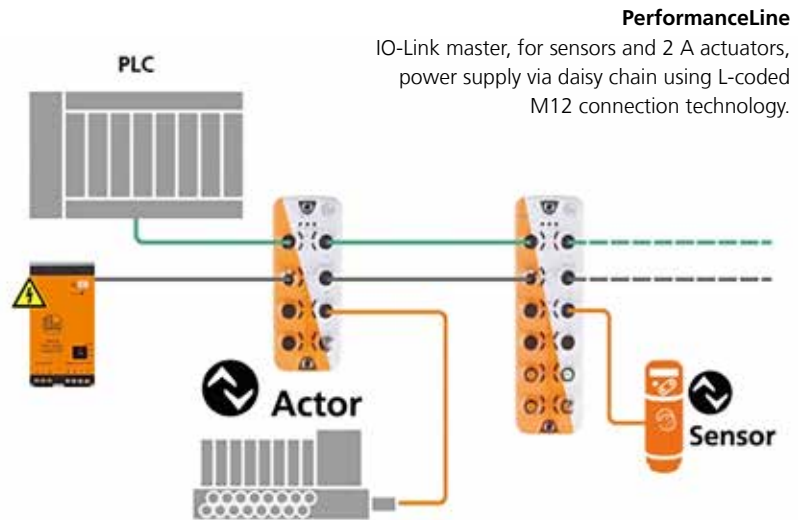 PerformanceLine
IO-Link master, for sensors and 2 A actuators,
power supply via daisy chain using L-coded
M12 connection technology.
PLC
Actor
Sensor